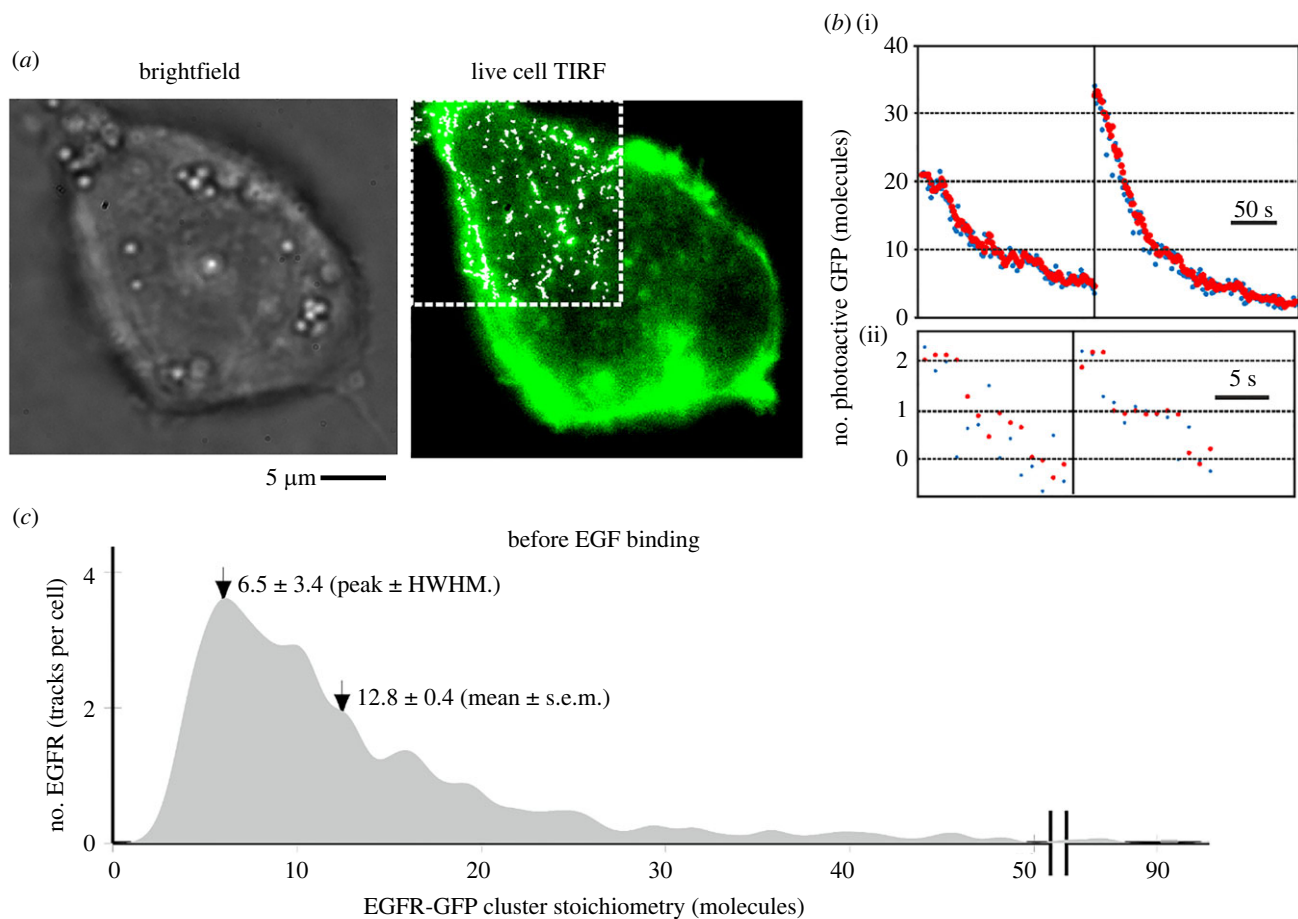 (a)
brightfield
live cell TIRF
5 µm
(b) (i)
no. photoactive GFP (molecules)
40
30
20
10
0
50 s
(ii)
2
1
0
5 s
(c)
before EGF binding
no. EGFR (tracks per cell)
4
2
0
6.5 ± 3.4 (peak ± HWHM.)
12.8 ± 0.4 (mean ± s.e.m.)
0 10 20 30 40 50 90
EGFR-GFP cluster stoichiometry (molecules)